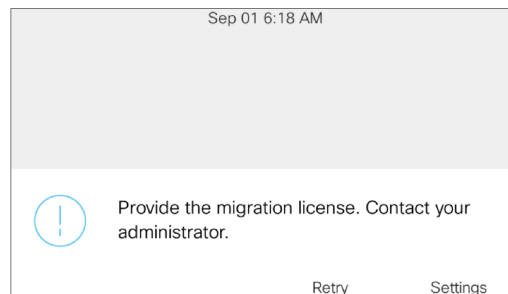 Sep 01 6:18 AM
Provide the migration license. Contact your
administrator.
Retry Settings